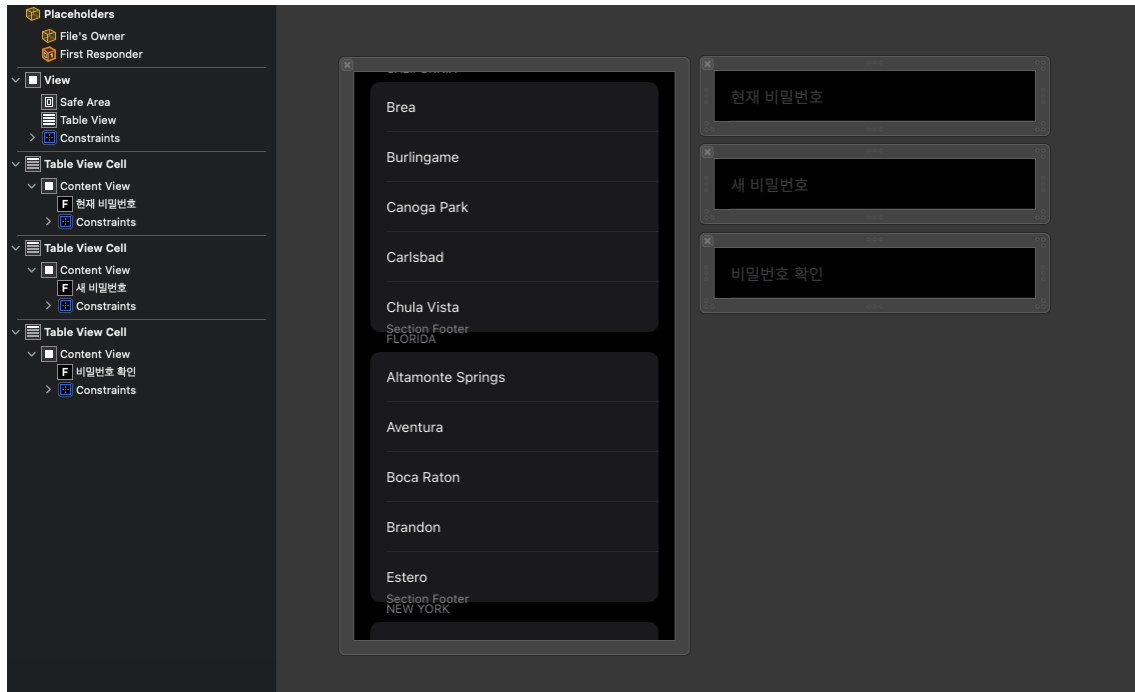 Placeholders
File's Owner
First Responder
View
Safe Area
Table View
Constraints
Table View Cell
Content View
F 현재 비밀번호
Constraints
Table View Cell
Content View
F 새 비밀번호
Constraints
Table View Cell
Content View
F 비밀번호 확인
Constraints
Brea
Burlingame
Canoga Park
Carlsbad
Chula Vista
Section Footer
FLORIDA
Altamonte Springs
Aventura
Boca Raton
Brandon
Estero
Section Footer
NEW YORK
현재 비밀번호
새 비밀번호
비밀번호 확인